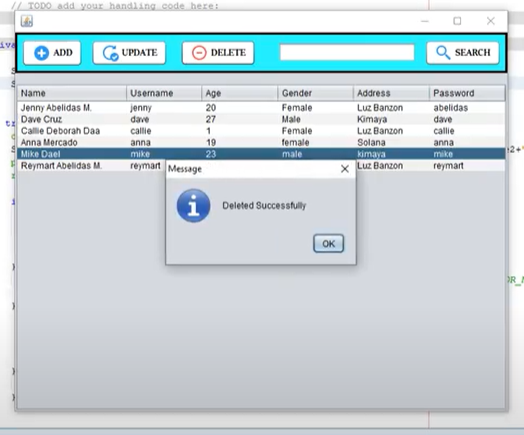 // TODO add your handling code here:
ADD UPDATE DELETE SEARCH
Name Username Age Gender Address Password
Jenny Abelidas M. jenny 20 Female Luz Banzon abelidas
Dave Cruz dave 27 Male Kimaya dave
Callie Deborah Daa callie 1 Female Luz Banzon callie
Anna Mercado anna 19 female Solana anna
Mike Dael mike 23 male kimaya mike
Reymart Abelidas M. reymart Luz Banzon reymart
Message
Deleted Successfully
OK